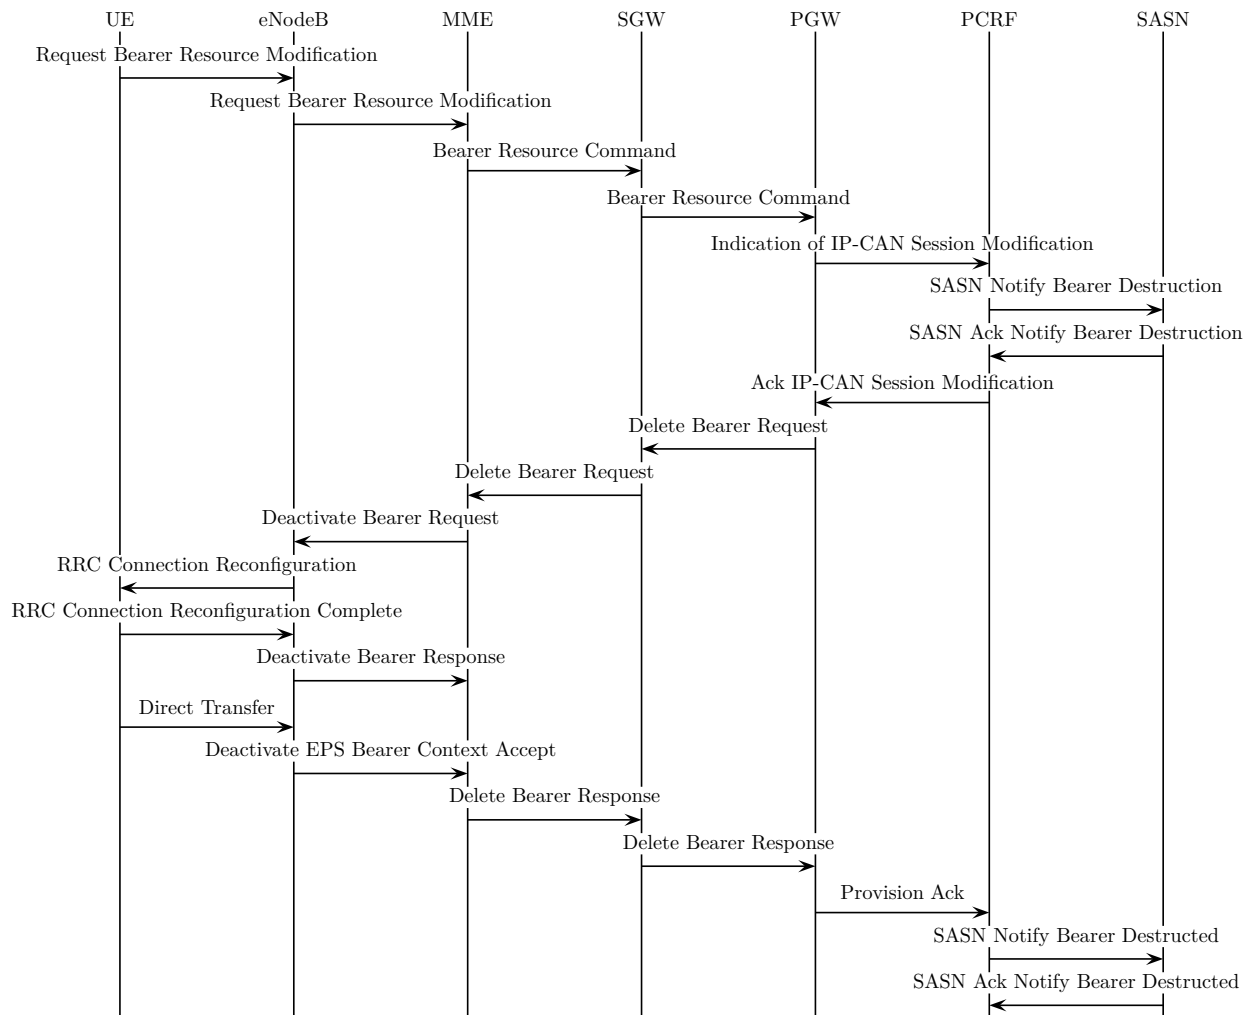 UE eNodeB MME SGW PGW PCRF SASN
Request Bearer Resource Modification
Request Bearer Resource Modification
Bearer Resource Command
Bearer Resource Command
Indication of IP-CAN Session Modification
SASN Notify Bearer Destruction
SASN Ack Notify Bearer Destruction
Ack IP-CAN Session Modification
Delete Bearer Request
Delete Bearer Request
Deactivate Bearer Request
RRC Connection Reconfiguration
RRC Connection Reconfiguration Complete
Deactivate Bearer Response
Direct Transfer
Deactivate EPS Bearer Context Accept
Delete Bearer Response
Delete Bearer Response
Provision Ack
SASN Notify Bearer Destructed
SASN Ack Notify Bearer Destructed